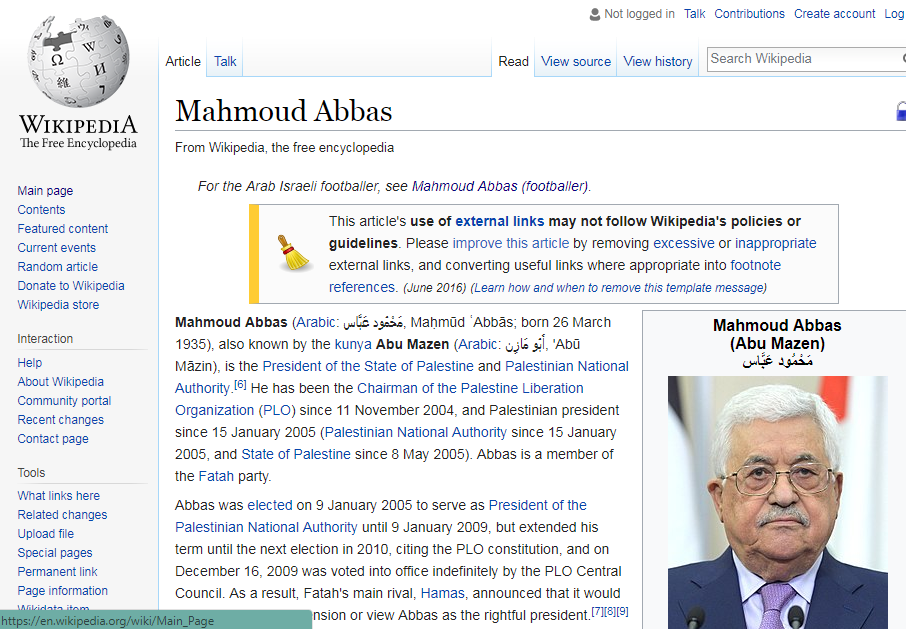 Not logged in Talk Contributions Create account Log
Article Talk Read View source View history Search Wikipedia
WIKIPEDIA
The Free Encyclopedia
Mahmoud Abbas
From Wikipedia, the free encyclopedia
For the Arab Israeli footballer, see Mahmoud Abbas (footballer).
This article's use of external links may not follow Wikipedia's policies or
guidelines. Please improve this article by removing excessive or inappropriate
external links, and converting useful links where appropriate into footnote
references. (June 2016) (Learn how and when to remove this template message)
Mahmoud Abbas (Arabic: مَحْمُود عَبَّاس, Maḥmūd ʿAbbās; born 26 March
1935), also known by the kunya Abu Mazen (Arabic: أَبُو مَازِن, 'Abū
Māzin), is the President of the State of Palestine and Palestinian National
Authority.[6] He has been the Chairman of the Palestine Liberation
Organization (PLO) since 11 November 2004, and Palestinian president
since 15 January 2005 (Palestinian National Authority since 15 January
2005, and State of Palestine since 8 May 2005). Abbas is a member of
the Fatah party.
Abbas was elected on 9 January 2005 to serve as President of the
Palestinian National Authority until 9 January 2009, but extended his
term until the next election in 2010, citing the PLO constitution, and on
December 16, 2009 was voted into office indefinitely by the PLO Central
Council. As a result, Fatah's main rival, Hamas, announced that it would
nsion or view Abbas as the rightful president.[7][8][9]
Mahmoud Abbas
(Abu Mazen)
مَحْمُود عَبَّاس
Main page
Contents
Featured content
Current events
Random article
Donate to Wikipedia
Wikipedia store
Interaction
Help
About Wikipedia
Community portal
Recent changes
Contact page
Tools
What links here
Related changes
Upload file
Special pages
Permanent link
Page information
Wikidata item
https://en.wikipedia.org/wiki/Main_Page